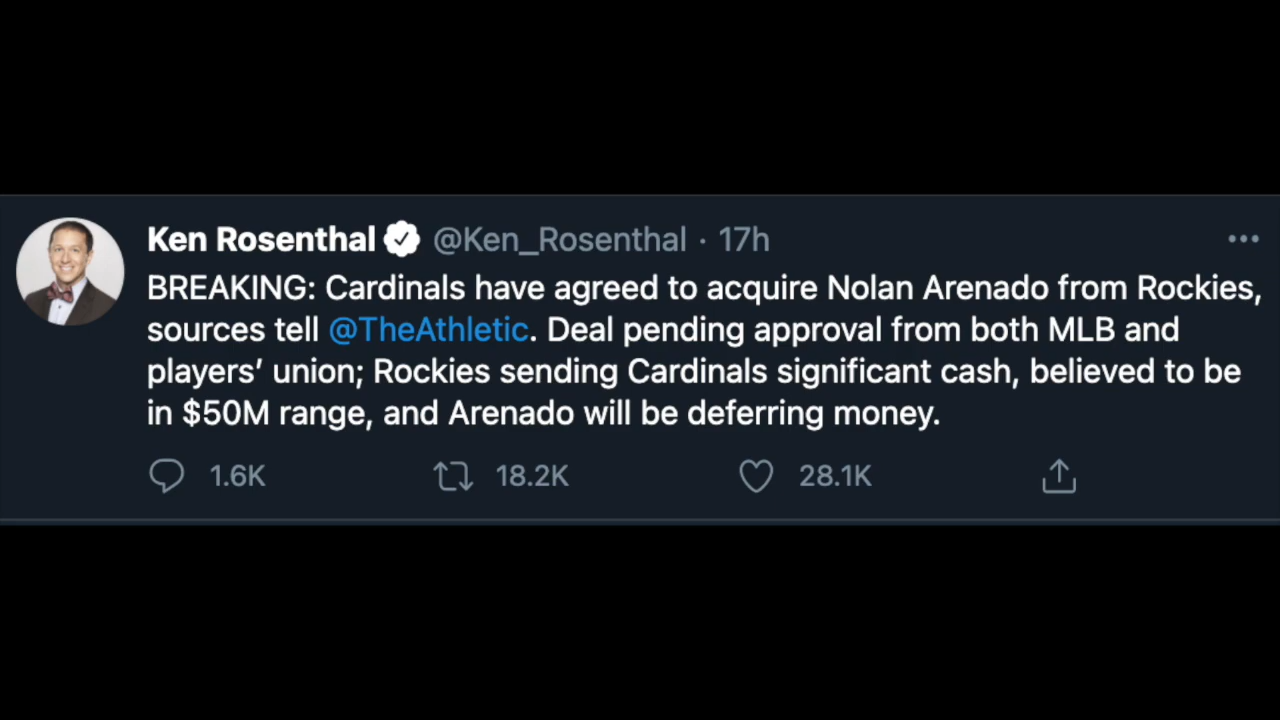 Ken Rosenthal @Ken_Rosenthal · 17h
BREAKING: Cardinals have agreed to acquire Nolan Arenado from Rockies,
sources tell @TheAthletic. Deal pending approval from both MLB and
players’ union; Rockies sending Cardinals significant cash, believed to be
in $50M range, and Arenado will be deferring money.
1.6K 18.2K 28.1K